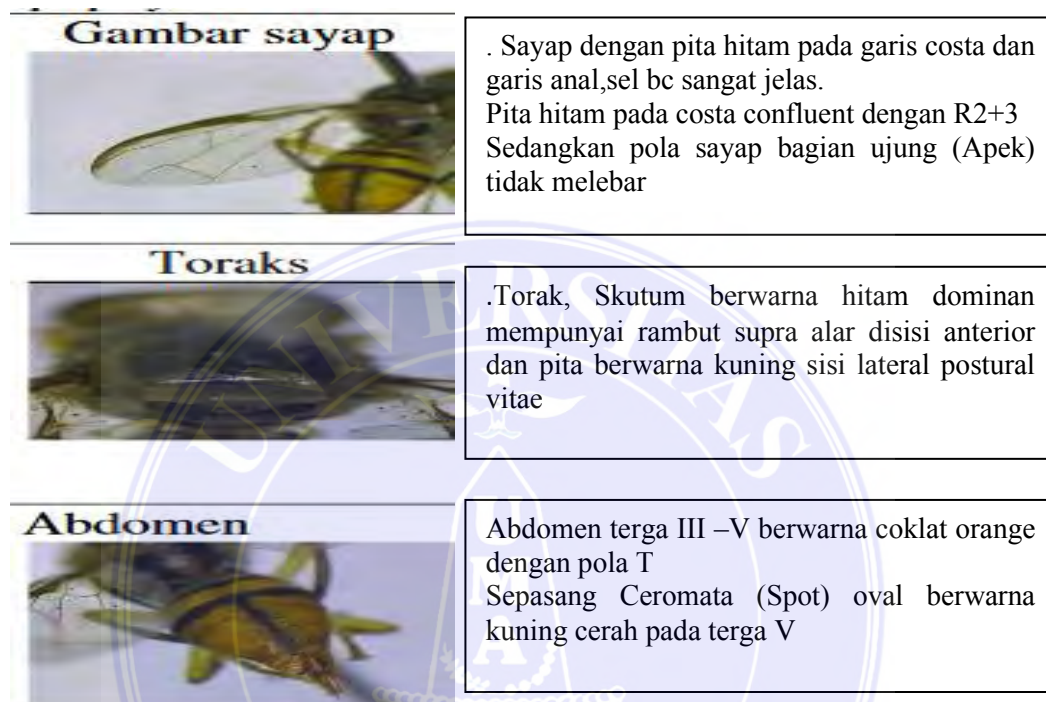 Gambar sayap
. Sayap dengan pita hitam pada garis costa dan
garis anal,sel bc sangat jelas.
Pita hitam pada costa confluent dengan R2+3
Sedangkan pola sayap bagian ujung (Apek)
tidak melebar
Toraks
.Torak, Skutum berwarna hitam dominan
mempunyai rambut supra alar disisi anterior
dan pita berwarna kuning sisi lateral postural
vitae
Abdomen
Abdomen terga III –V berwarna coklat orange
dengan pola T
Sepasang Ceromata (Spot) oval berwarna
kuning cerah pada terga V
UNIVERSITAS
UMA